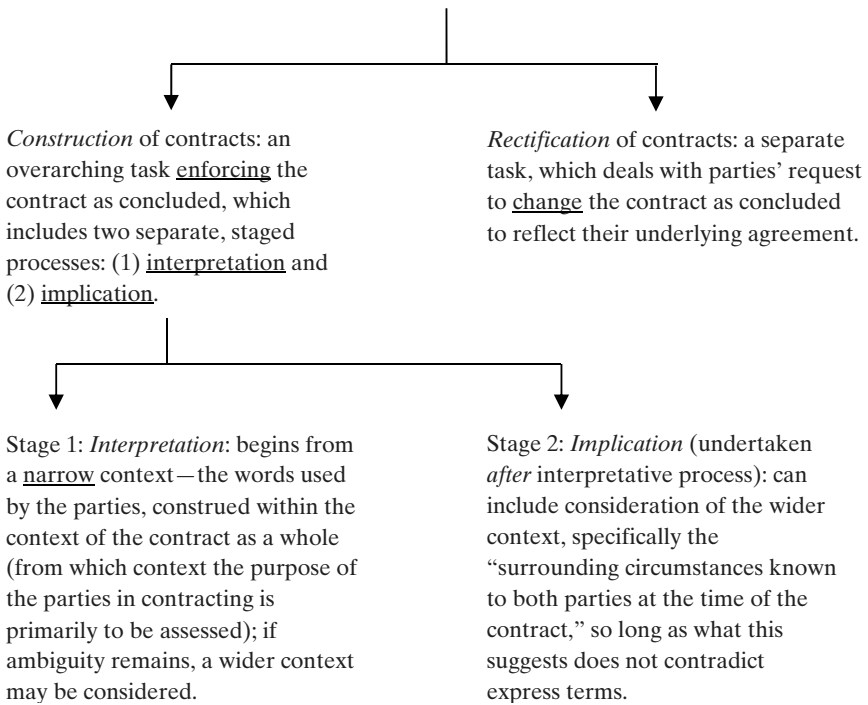 Construction of contracts: an
overarching task enforcing the
contract as concluded, which
includes two separate, staged
processes: (1) interpretation and
(2) implication.
Rectification of contracts: a separate
task, which deals with parties’ request
to change the contract as concluded
to reflect their underlying agreement.
Stage 1: Interpretation: begins from
a narrow context—the words used
by the parties, construed within the
context of the contract as a whole
(from which context the purpose of
the parties in contracting is
primarily to be assessed); if
ambiguity remains, a wider context
may be considered.
Stage 2: Implication (undertaken
after interpretative process): can
include consideration of the wider
context, specifically the
“surrounding circumstances known
to both parties at the time of the
contract,” so long as what this
suggests does not contradict
express terms.